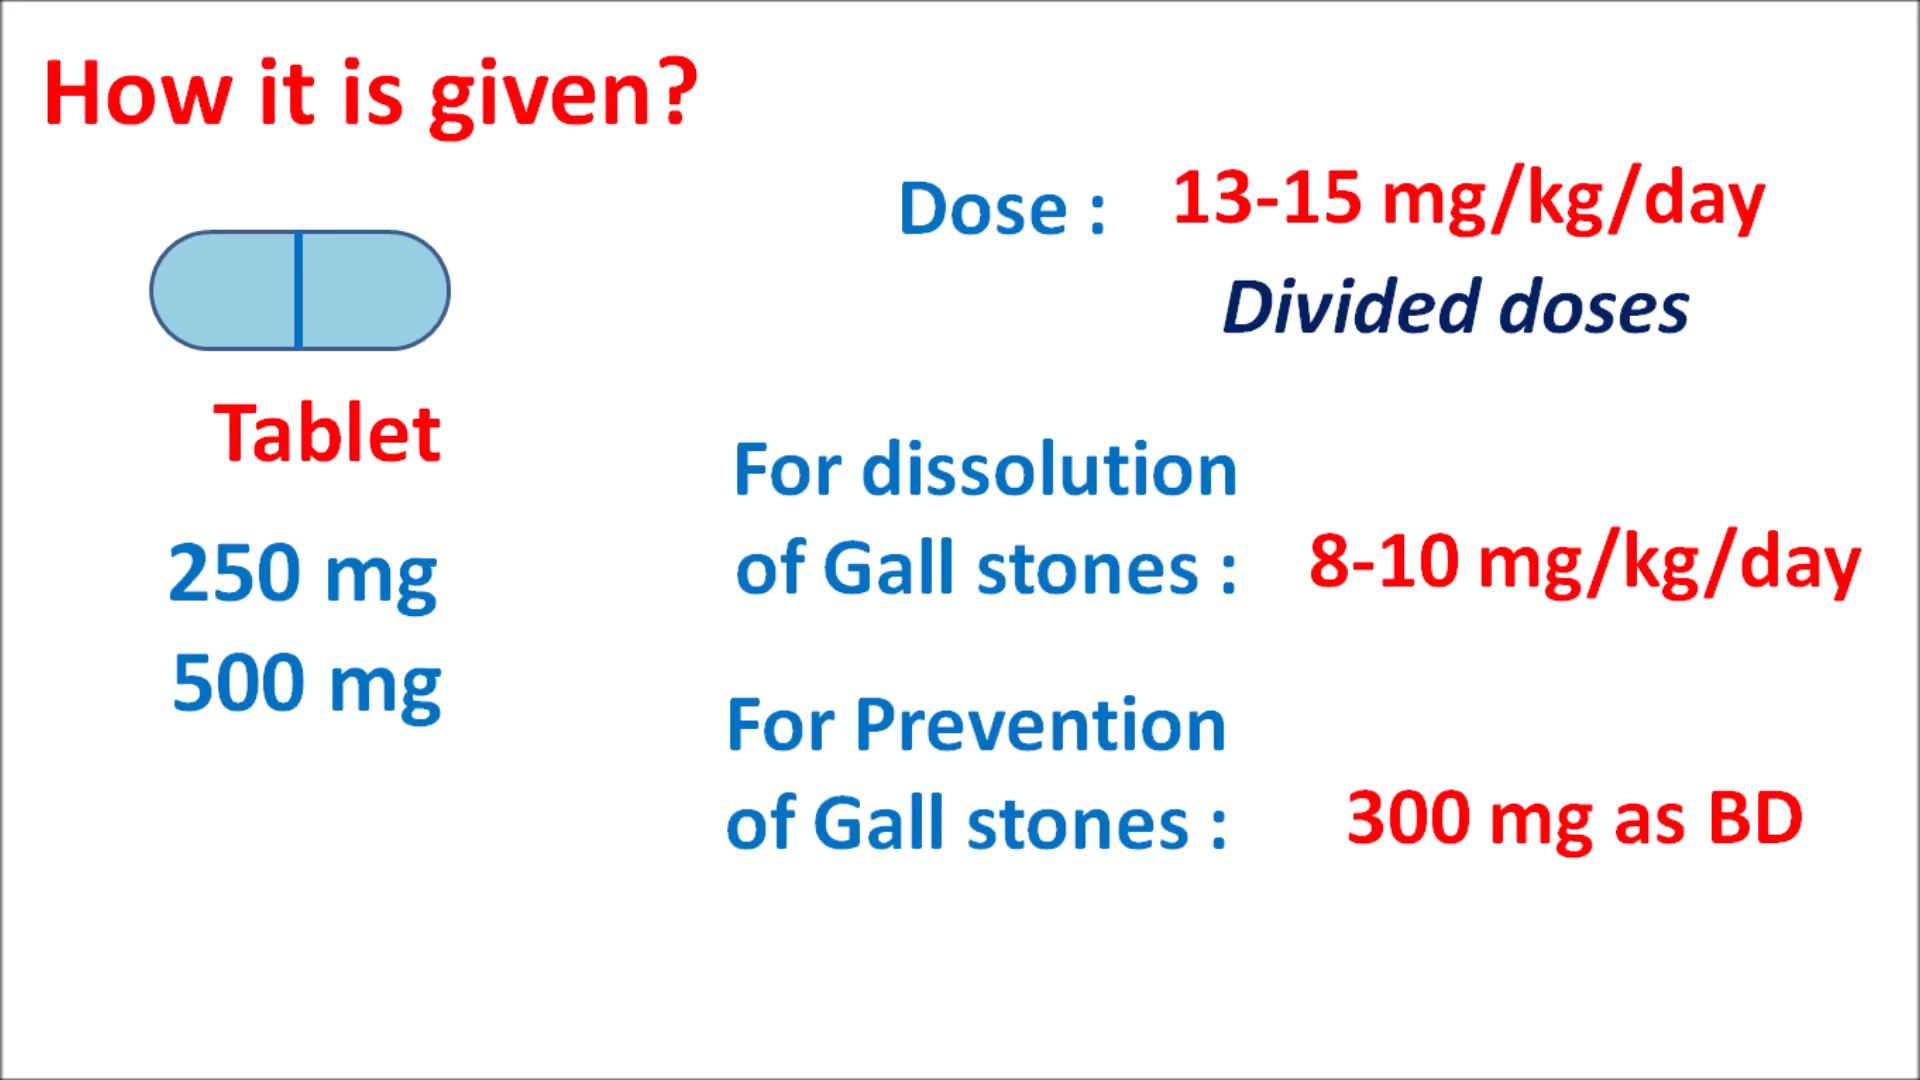 How it is given?
Tablet
250 mg
500 mg
Dose : 13-15 mg/kg/day
Divided doses
For dissolution
of Gall stones : 8-10 mg/kg/day
For Prevention
of Gall stones : 300 mg as BD